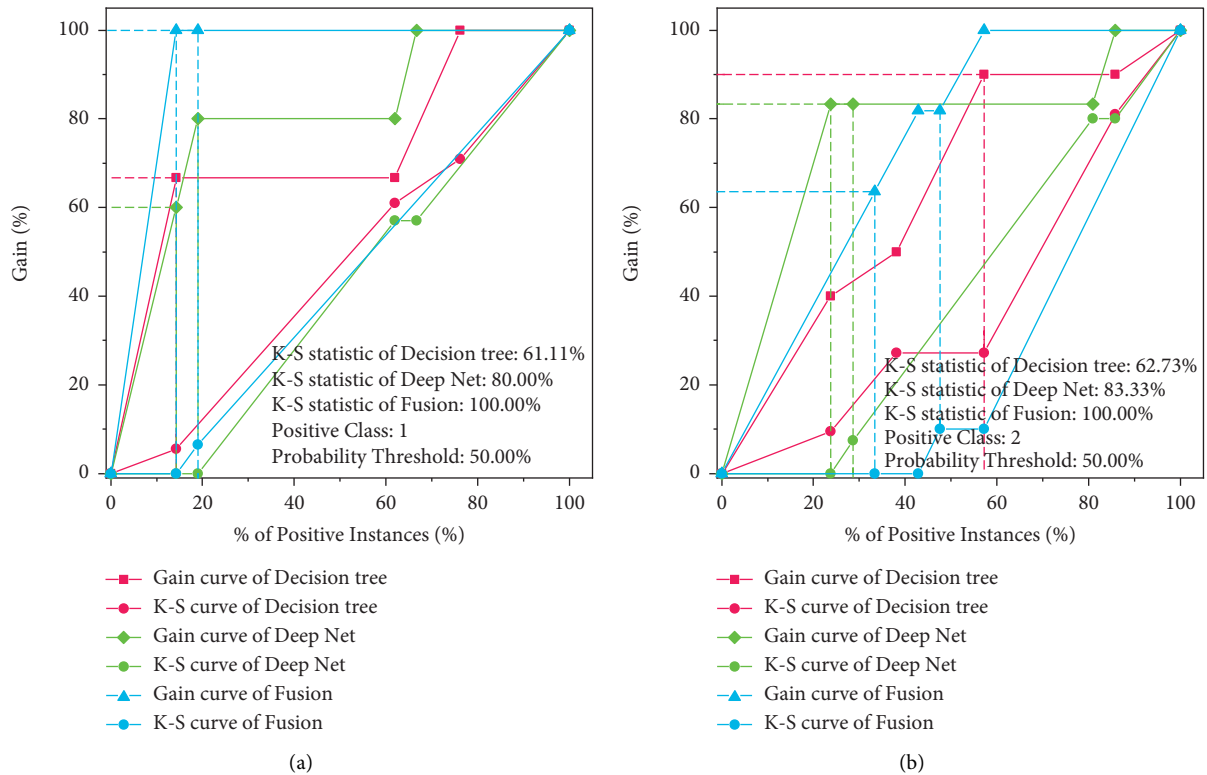 100
80
60
40
20
0
Gain (%)
K-S statistic of Decision tree: 61.11%
K-S statistic of Deep Net: 80.00%
K-S statistic of Fusion: 100.00%
Positive Class: 1
Probability Threshold: 50.00%
0 20 40 60 80 100
% of Positive Instances (%)
Gain curve of Decision tree
K-S curve of Decision tree
Gain curve of Deep Net
K-S curve of Deep Net
Gain curve of Fusion
K-S curve of Fusion
(a)
100
80
60
40
20
0
Gain (%)
K-S statistic of Decision tree: 62.73%
K-S statistic of Deep Net: 83.33%
K-S statistic of Fusion: 100.00%
Positive Class: 2
Probability Threshold: 50.00%
0 20 40 60 80 100
% of Positive Instances (%)
Gain curve of Decision tree
K-S curve of Decision tree
Gain curve of Deep Net
K-S curve of Deep Net
Gain curve of Fusion
K-S curve of Fusion
(b)